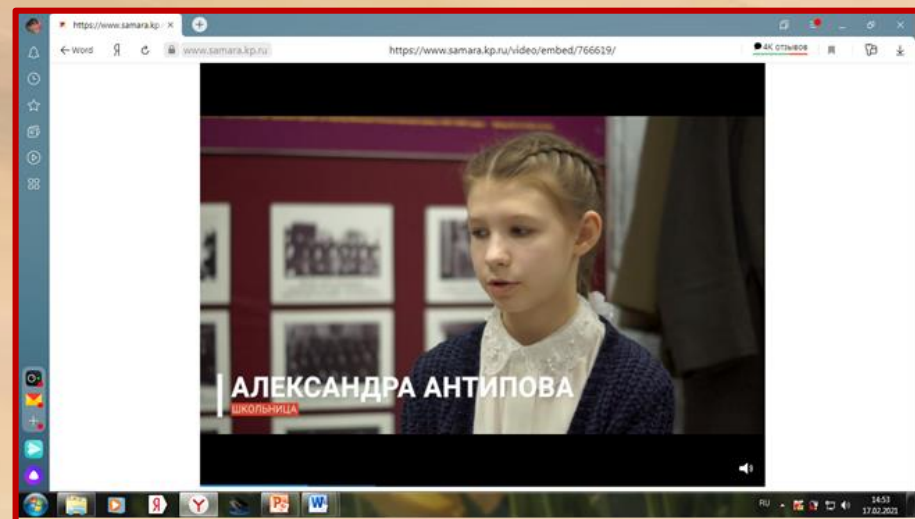 https://www.samara.kp
← Word
www.samara.kp.ru
https://www.samara.kp.ru/video/embed/766619/
4K отзывов
АЛЕКСАНДРА АНТИПОВА
ШКОЛЬНИЦА
RU
14:53
17.02.2021